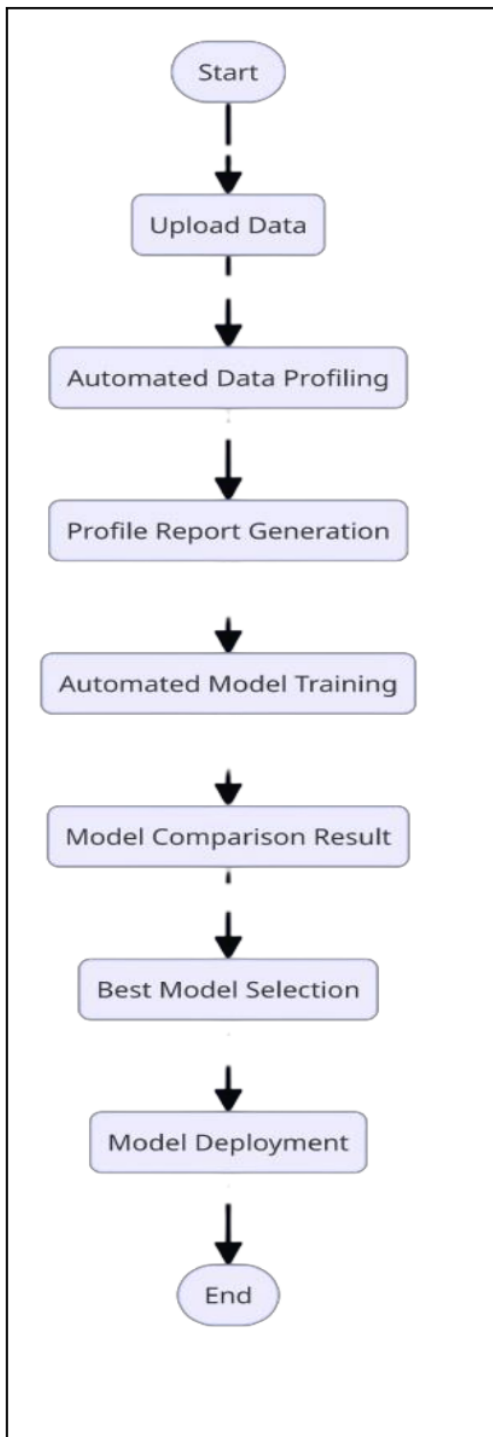 Start
Upload Data
Automated Data Profiling
Profile Report Generation
Automated Model Training
Model Comparison Result
Best Model Selection
Model Deployment
End